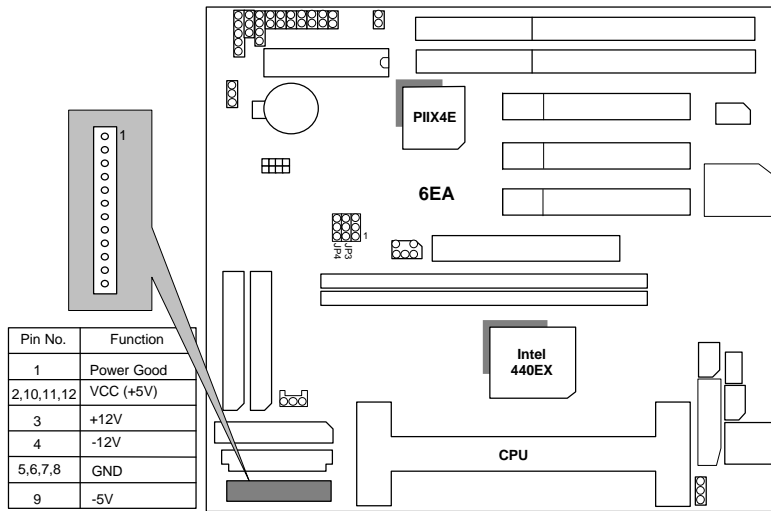 1
PIIX4E
6EA
1
JP4
JP3
Intel
440EX
CPU
Pin No. Function
1 Power Good
2,10,11,12 VCC (+5V)
3 +12V
4 -12V
5,6,7,8 GND
9 -5V